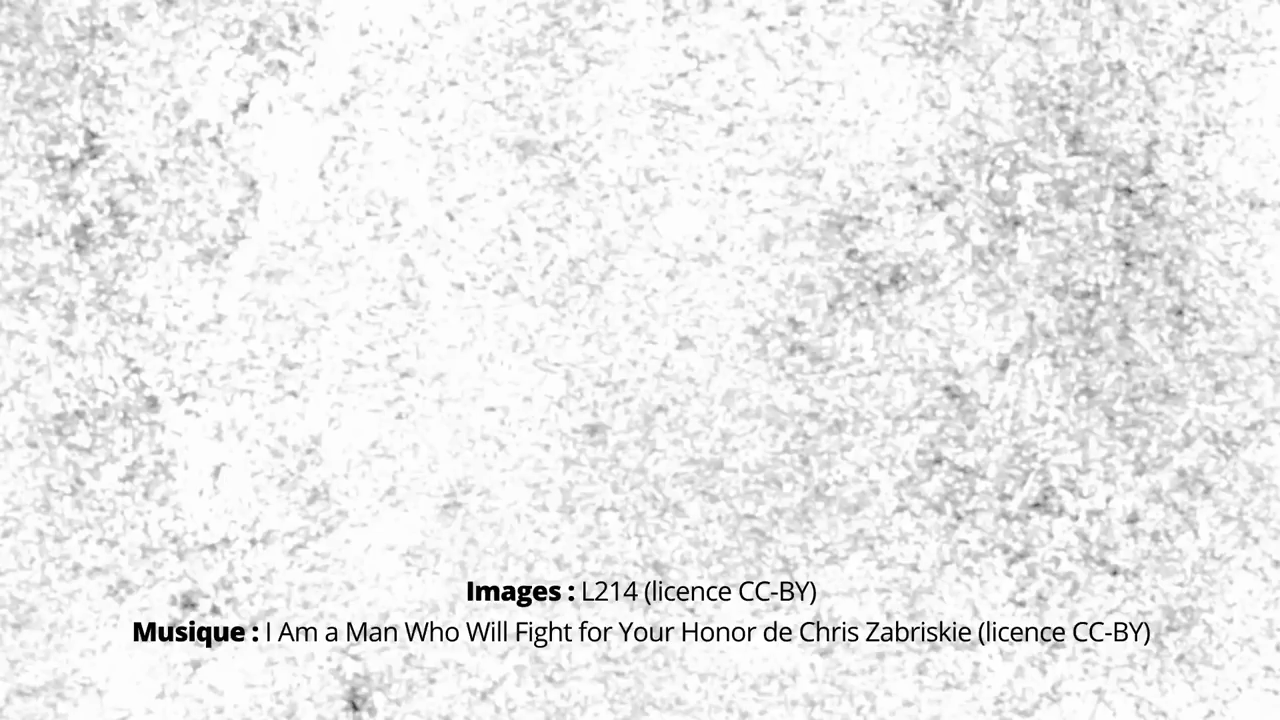 Images : L214 (licence CC-BY)
Musique : I Am a Man Who Will Fight for Your Honor de Chris Zabriskie (licence CC-BY)